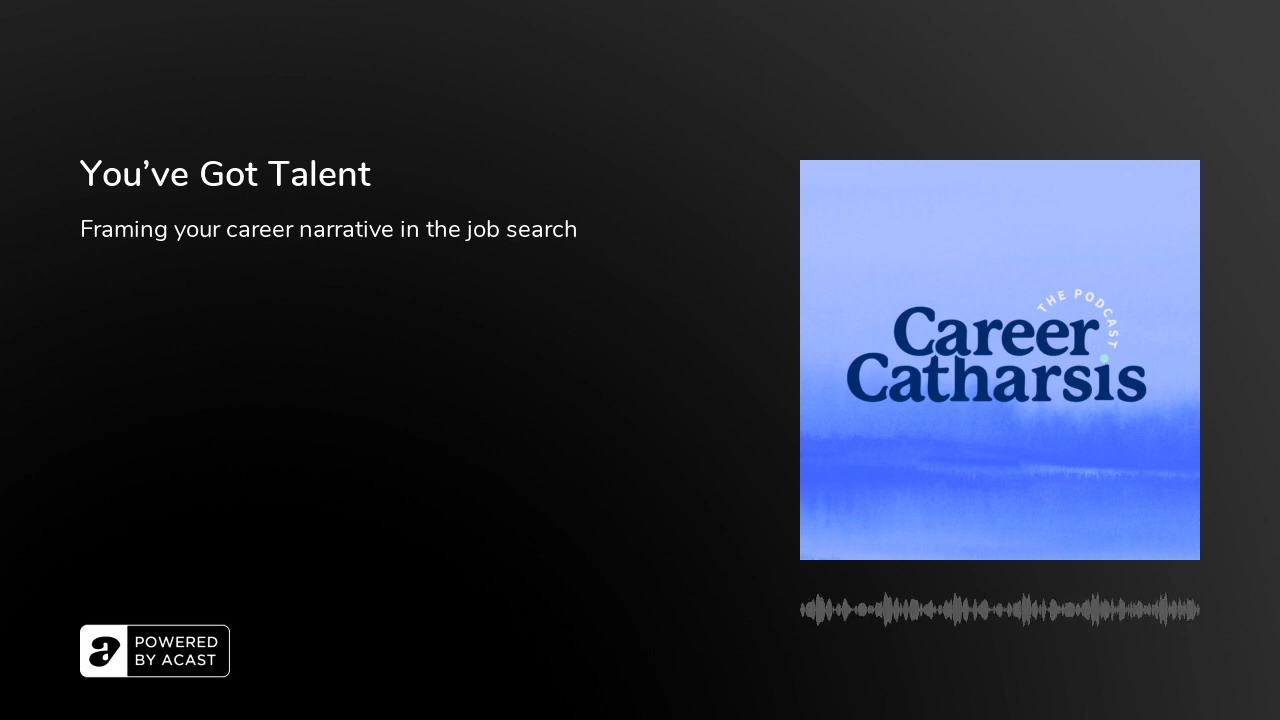 You’ve Got Talent
Framing your career narrative in the job search
THE PODCAST
Career
Catharsis
POWERED
BY ACAST